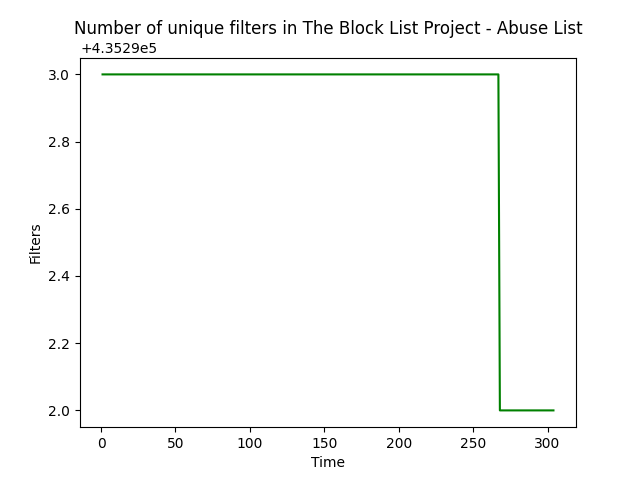 Number of unique filters in The Block List Project - Abuse List
+4.3529e5
3.0
2.8
2.6
2.4
2.2
2.0
Filters
0 50 100 150 200 250 300
Time